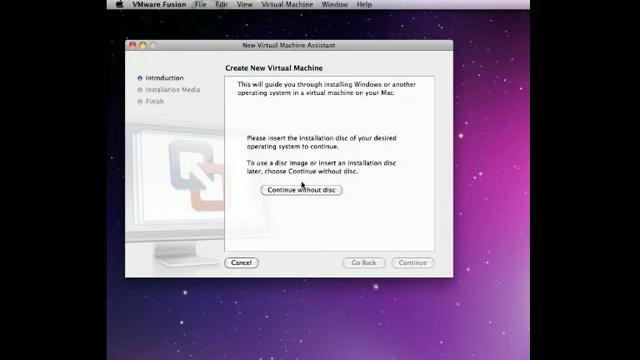 VMware Fusion File Edit View Virtual Machine Window Help
New Virtual Machine Assistant
Create New Virtual Machine
Introduction
Installation Media
Finish
This will guide you through installing Windows or another
operating system in a virtual machine on your Mac.
Please insert the installation disc of your desired
operating system to continue.
To use a disc image or insert an installation disc
later, choose Continue without disc.
Continue without disc
Cancel
Go Back
Continue